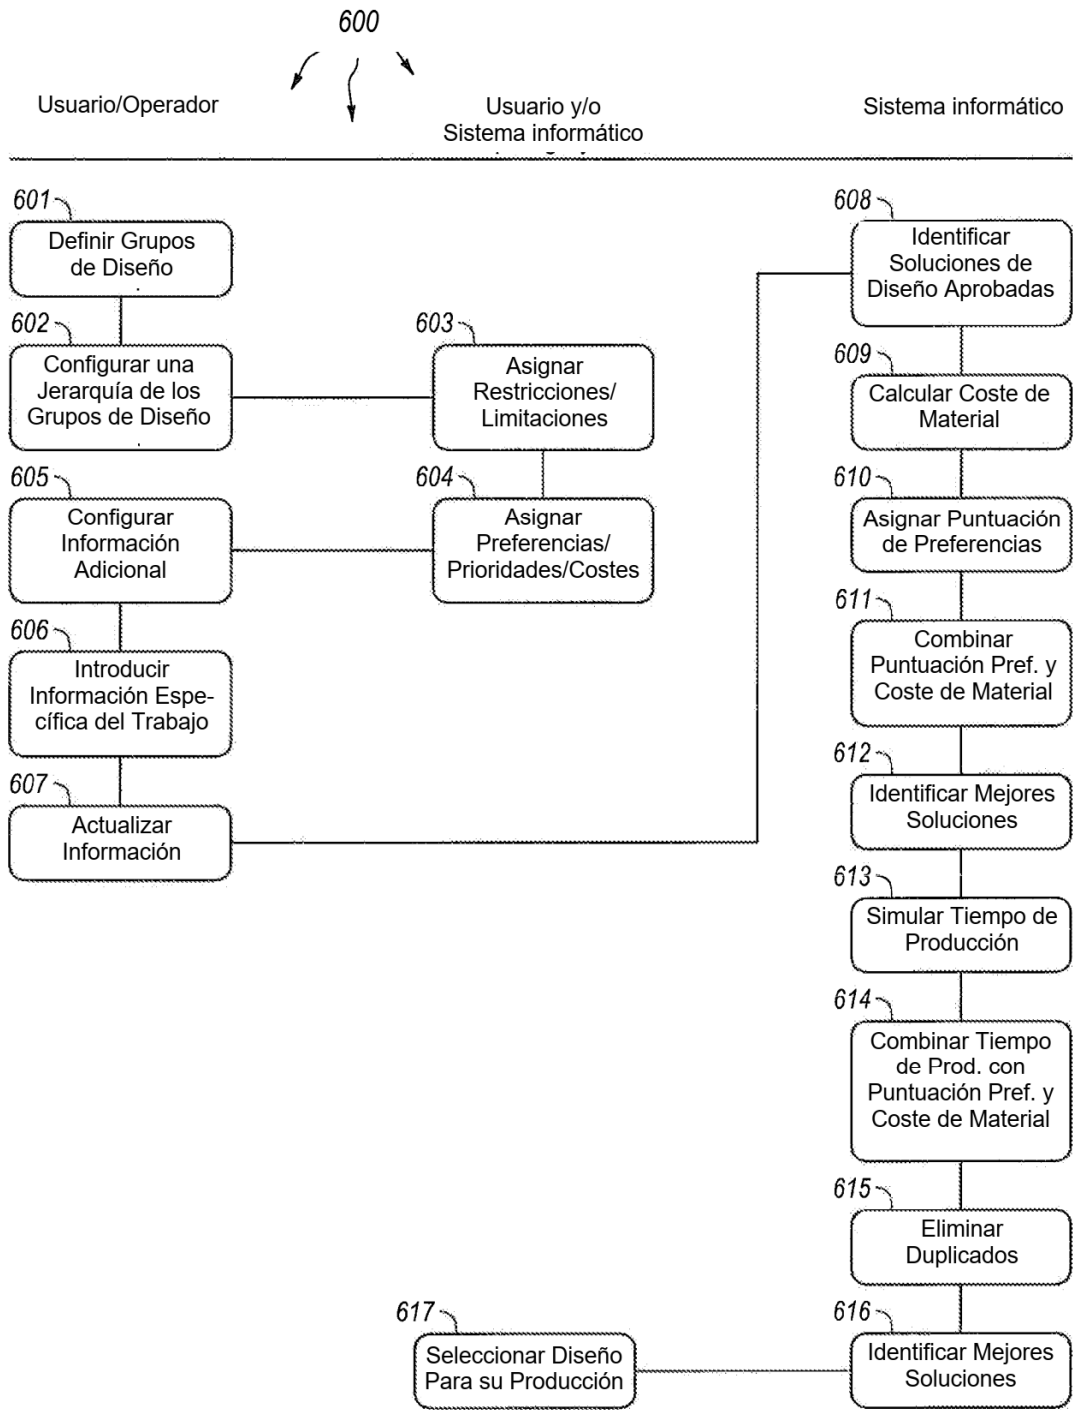 600
Usuario/Operador
Usuario y/o
Sistema informático
Sistema informático
601
Definir Grupos
de Diseño
602
Configurar una
Jerarquía de los
Grupos de Diseño
603
Asignar
Restricciones/
Limitaciones
604
Asignar
Preferencias/
Prioridades/Costes
605
Configurar
Información
Adicional
606
Introducir
Información Espe-
cífica del Trabajo
607
Actualizar
Información
608
Identificar
Soluciones de
Diseño Aprobadas
609
Calcular Coste de
Material
610
Asignar Puntuación
de Preferencias
611
Combinar
Puntuación Pref. y
Coste de Material
612
Identificar Mejores
Soluciones
613
Simular Tiempo de
Producción
614
Combinar Tiempo
de Prod. con
Puntuación Pref. y
Coste de Material
615
Eliminar
Duplicados
616
Identificar Mejores
Soluciones
617
Seleccionar Diseño
Para su Producción